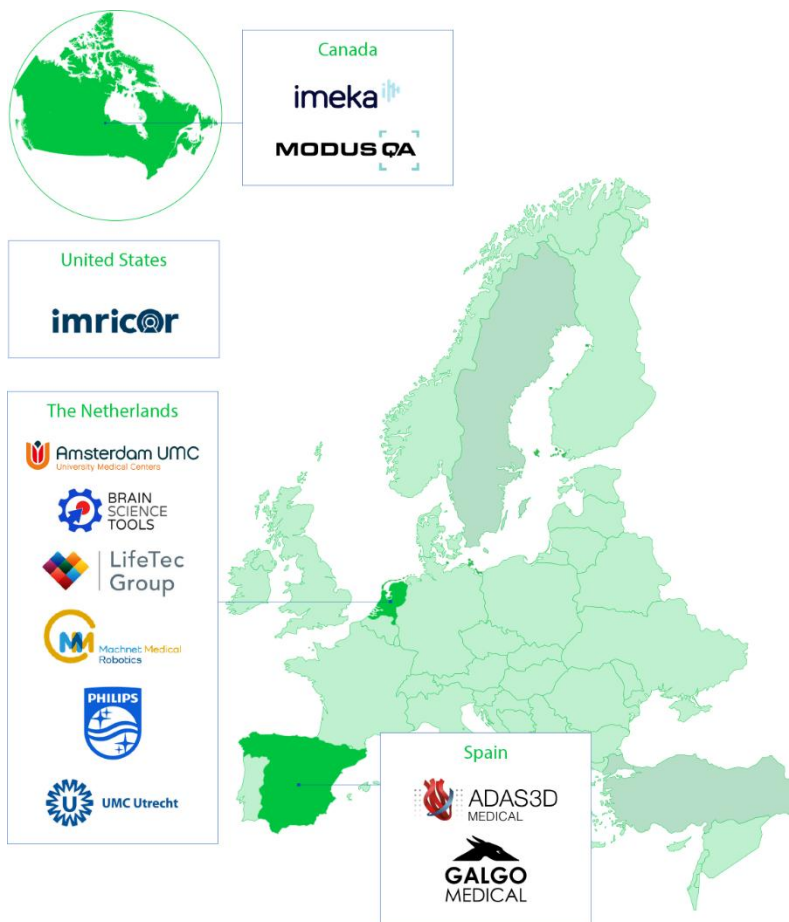 Canada
imeka
MODUS QA
United States
imricor
The Netherlands
Amsterdam UMC
University Medical Centers
BRAIN
SCIENCE
TOOLS
LifeTec
Group
Machnet Medical
Robotics
PHILIPS
U
UMC Utrecht
Spain
ADAS3D
MEDICAL
GALGO
MEDICAL